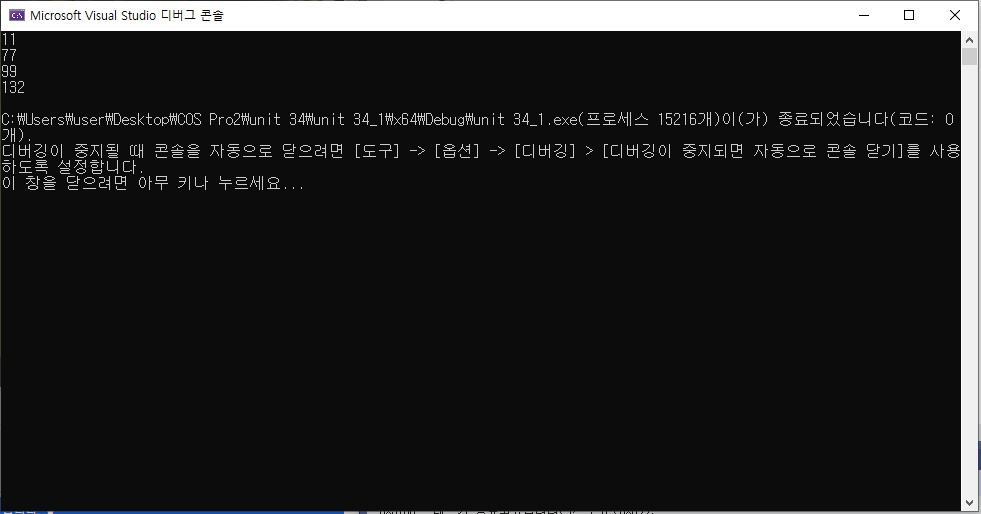 Microsoft Visual Studio 디버그 콘솔
11
77
99
132
C:\Users\user\Desktop\COS Pro2\unit 34\unit 34_1\x64\Debug\unit 34_1.exe(프로세스 15216개)이(가) 종료되었습니다(코드: 0
개).
디버깅이 중지될 때 콘솔을 자동으로 닫으려면 [도구] -> [옵션] -> [디버깅] > [디버깅이 중지되면 자동으로 콘솔 닫기]를 사용
하도록 설정합니다.
이 창을 닫으려면 아무 키나 누르세요...